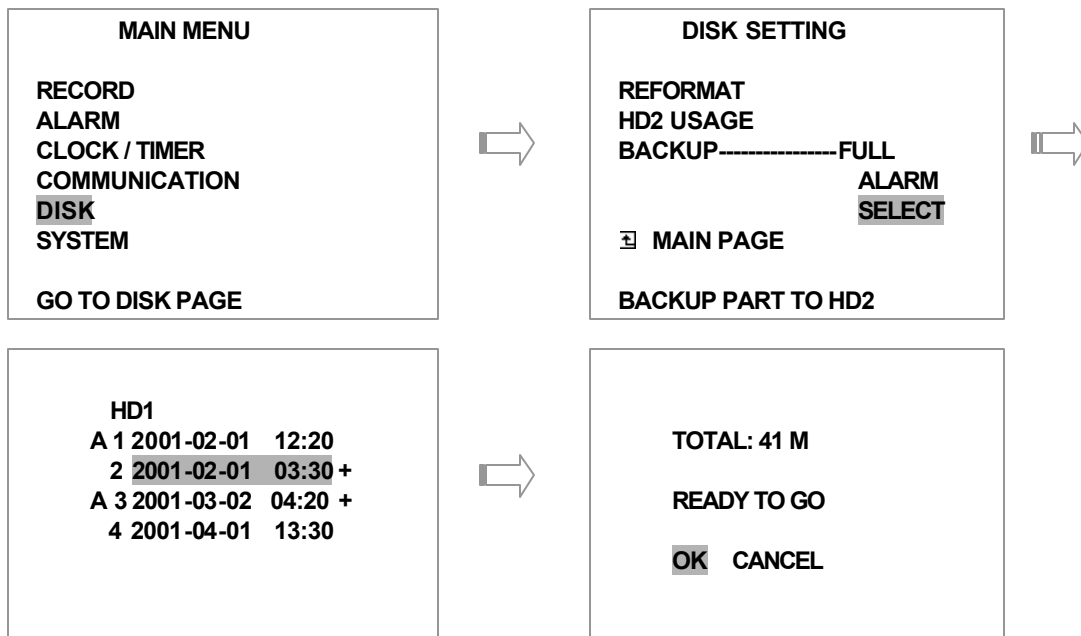 MAIN MENU
RECORD
ALARM
CLOCK / TIMER
COMMUNICATION
DISK
SYSTEM
GO TO DISK PAGE
DISK SETTING
REFORMAT
HD2 USAGE
BACKUP----------------FULL
ALARM
SELECT
MAIN PAGE
BACKUP PART TO HD2
HD1
A 1 2001-02-01 12:20
2 2001-02-01 03:30 +
A 3 2001-03-02 04:20 +
4 2001-04-01 13:30
TOTAL: 41 M
READY TO GO
OK CANCEL